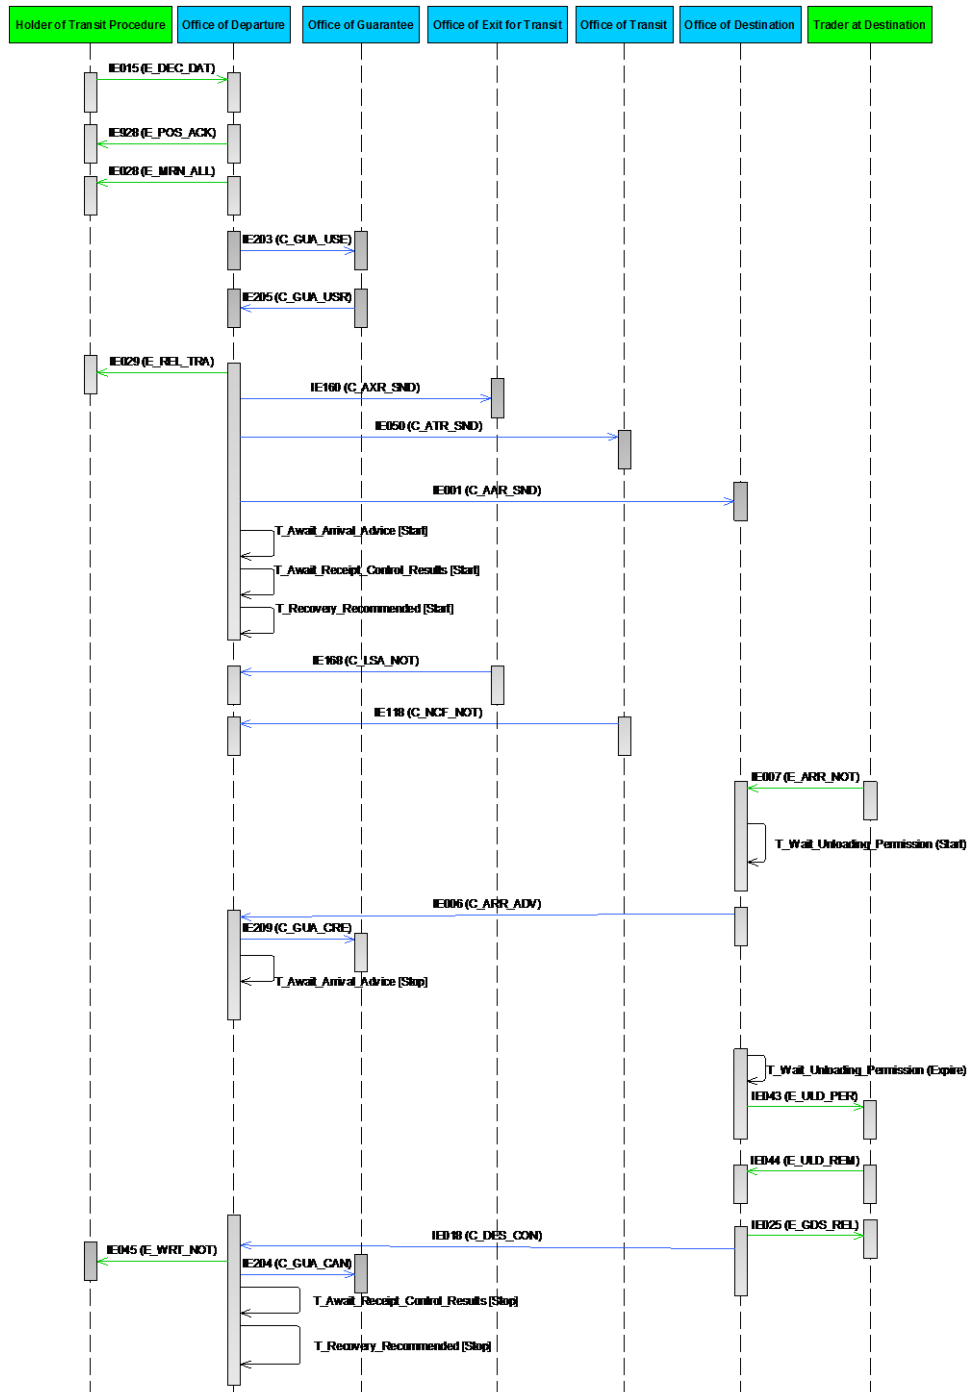 Holder of Transit Procedure
Office of Departure
Office of Guarantee
Office of Exit for Transit
Office of Transit
Office of Destination
Trader at Destination
IE015 (E_DEC_DAT)
IE928 (E_POS_ACK)
IE028 (E_MRN_ALL)
IE203 (C_GUA_USE)
IE205 (C_GUA_USR)
IE029 (E_REL_TRA)
IE160 (C_AXR_SND)
IE050 (C_ATR_SND)
IE001 (C_AAR_SND)
T_Await_Arrival_Advice [Start]
T_Await_Receipt_Control_Results [Start]
T_Recovery_Recommended [Start]
IE168 (C_LSA_NOT)
IE118 (C_NCF_NOT)
IE007 (E_ARR_NOT)
T_Wait_Unloading_Permission (Start)
IE006 (C_ARR_ADV)
IE209 (C_GUA_CRE)
T_Await_Arrival_Advice [Stop]
T_Wait_Unloading_Permission (Expire)
IE043 (E_ULD_PER)
IE044 (E_ULD_REM)
IE025 (E_GDS_REL)
IE018 (C_DES_CON)
IE045 (E_WRT_NOT)
IE204 (C_GUA_CAN)
T_Await_Receipt_Control_Results [Stop]
T_Recovery_Recommended [Stop]